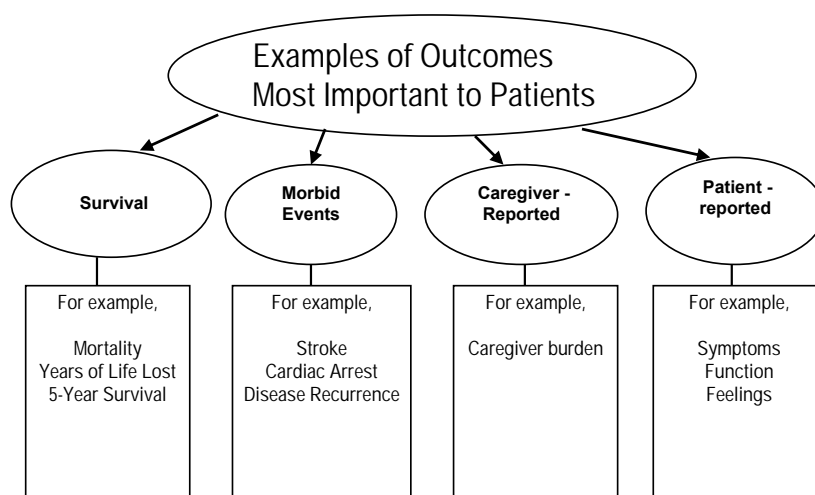 Examples of Outcomes
Most Important to Patients
Survival
Morbid
Events
Caregiver -
Reported
Patient -
reported
For example,
Mortality
Years of Life Lost
5-Year Survival
For example,
Stroke
Cardiac Arrest
Disease Recurrence
For example,
Caregiver burden
For example,
Symptoms
Function
Feelings